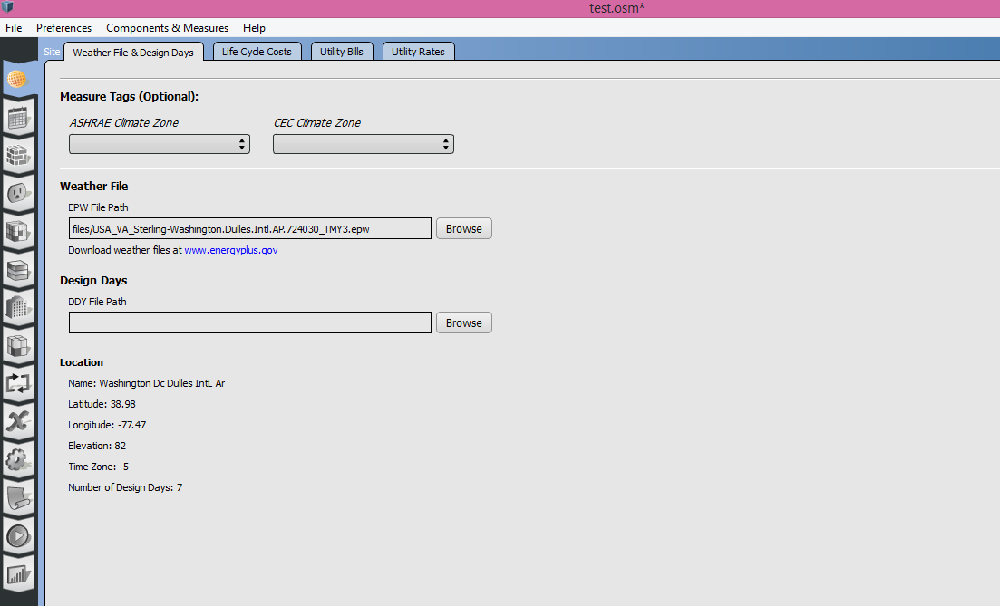 test.osm*
File Preferences Components & Measures Help
Site Weather File & Design Days Life Cycle Costs Utility Bills Utility Rates
Measure Tags (Optional):
ASHRAE Climate Zone CEC Climate Zone
Weather File
EPW File Path
files/USA_VA_Sterling-Washington.Dulles.Intl.AP.724030_TMY3.epw Browse
Download weather files at www.energyplus.gov
Design Days
DDY File Path
Browse
Location
Name: Washington Dc Dulles IntL Ar
Latitude: 38.98
Longitude: -77.47
Elevation: 82
Time Zone: -5
Number of Design Days: 7